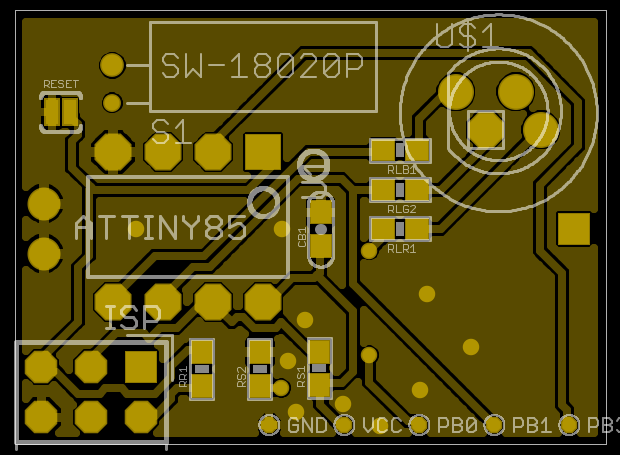 U$1
SW-18020P
RESET
S1
RLB1
RLG2
ATTINY85
CB1
RLR1
ISP
RR1
RS2
RS1
GND VCC PB0 PB1 PB3